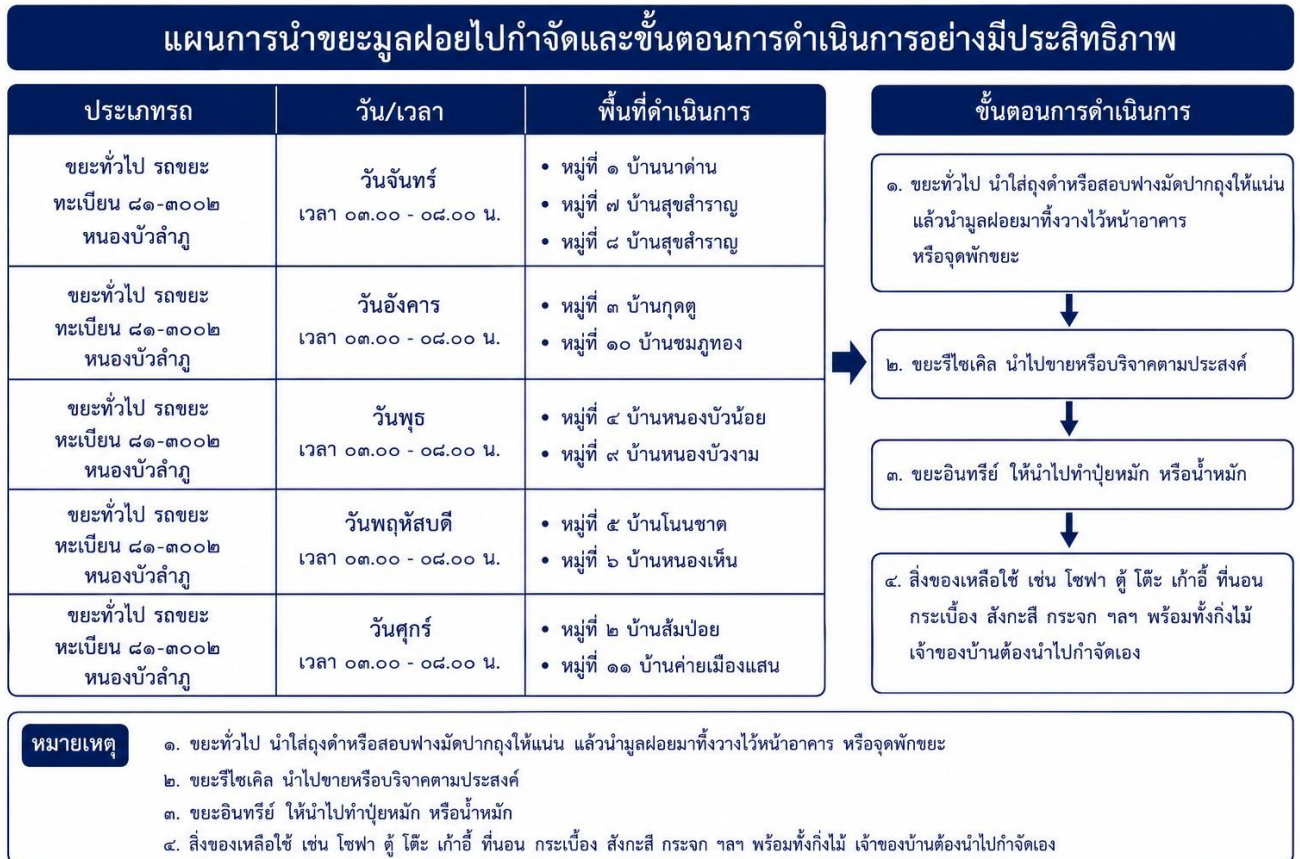 แผนการนำขยะมูลฝอยไปกำจัดและขั้นตอนการดำเนินการอย่างมีประสิทธิภาพ
ประเภทรถ
วัน/เวลา
พื้นที่ดำเนินการ
ขยะทั่วไป รถขยะ
ทะเบียน ๘๑-๓๐๐๒
หนองบัวลำภู
วันจันทร์
เวลา ๐๓.๐๐ - ๐๘.๐๐ น.
• หมู่ที่ ๑ บ้านนาด่าน
• หมู่ที่ ๗ บ้านสุขสำราญ
• หมู่ที่ ๘ บ้านสุขสำราญ
ขยะทั่วไป รถขยะ
ทะเบียน ๘๑-๓๐๐๒
หนองบัวลำภู
วันอังคาร
เวลา ๐๓.๐๐ - ๐๘.๐๐ น.
• หมู่ที่ ๓ บ้านกุดตู
• หมู่ที่ ๑๐ บ้านชมภูทอง
ขยะทั่วไป รถขยะ
หะเบียน ๘๑-๓๐๐๒
หนองบัวลำภู
วันพุธ
เวลา ๐๓.๐๐ - ๐๘.๐๐ น.
• หมู่ที่ ๔ บ้านหนองบัวน้อย
• หมู่ที่ ๙ บ้านหนองบัวงาม
ขยะทั่วไป รถขยะ
หะเบียน ๘๑-๓๐๐๒
หนองบัวลำภู
วันพฤหัสบดี
เวลา ๐๓.๐๐ - ๐๘.๐๐ น.
• หมู่ที่ ๕ บ้านโนนชาต
• หมู่ที่ ๖ บ้านหนองเห็น
ขยะทั่วไป รถขยะ
หะเบียน ๘๑-๓๐๐๒
หนองบัวลำภู
วันศุกร์
เวลา ๐๓.๐๐ - ๐๘.๐๐ น.
• หมู่ที่ ๒ บ้านส้มป่อย
• หมู่ที่ ๑๑ บ้านค่ายเมืองแสน
ขั้นตอนการดำเนินการ
๑. ขยะทั่วไป นำใส่ถุงดำหรือสอบฟางมัดปากถุงให้แน่น
แล้วนำมูลฝอยมาทิ้งวางไว้หน้าอาคาร
หรือจุดพักขยะ
๒. ขยะรีไซเคิล นำไปขายหรือบริจาคตามประสงค์
๓. ขยะอินทรีย์ ให้นำไปทำปุ๋ยหมัก หรือน้ำหมัก
๔. สิ่งของเหลือใช้ เช่น โซฟา ตู้ โต๊ะ เก้าอี้ ที่นอน
กระเบื้อง สังกะสี กระจก ฯลฯ พร้อมทั้งกิ่งไม้
เจ้าของบ้านต้องนำไปกำจัดเอง
หมายเหตุ
๑. ขยะทั่วไป นำใส่ถุงดำหรือสอบฟางมัดปากถุงให้แน่น แล้วนำมูลฝอยมาทิ้งวางไว้หน้าอาคาร หรือจุดพักขยะ
๒. ขยะรีไซเคิล นำไปขายหรือบริจาคตามประสงค์
๓. ขยะอินทรีย์ ให้นำไปทำปุ๋ยหมัก หรือน้ำหมัก
๔. สิ่งของเหลือใช้ เช่น โซฟา ตู้ โต๊ะ เก้าอี้ ที่นอน กระเบื้อง สังกะสี กระจก ฯลฯ พร้อมทั้งกิ่งไม้ เจ้าของบ้านต้องนำไปกำจัดเอง